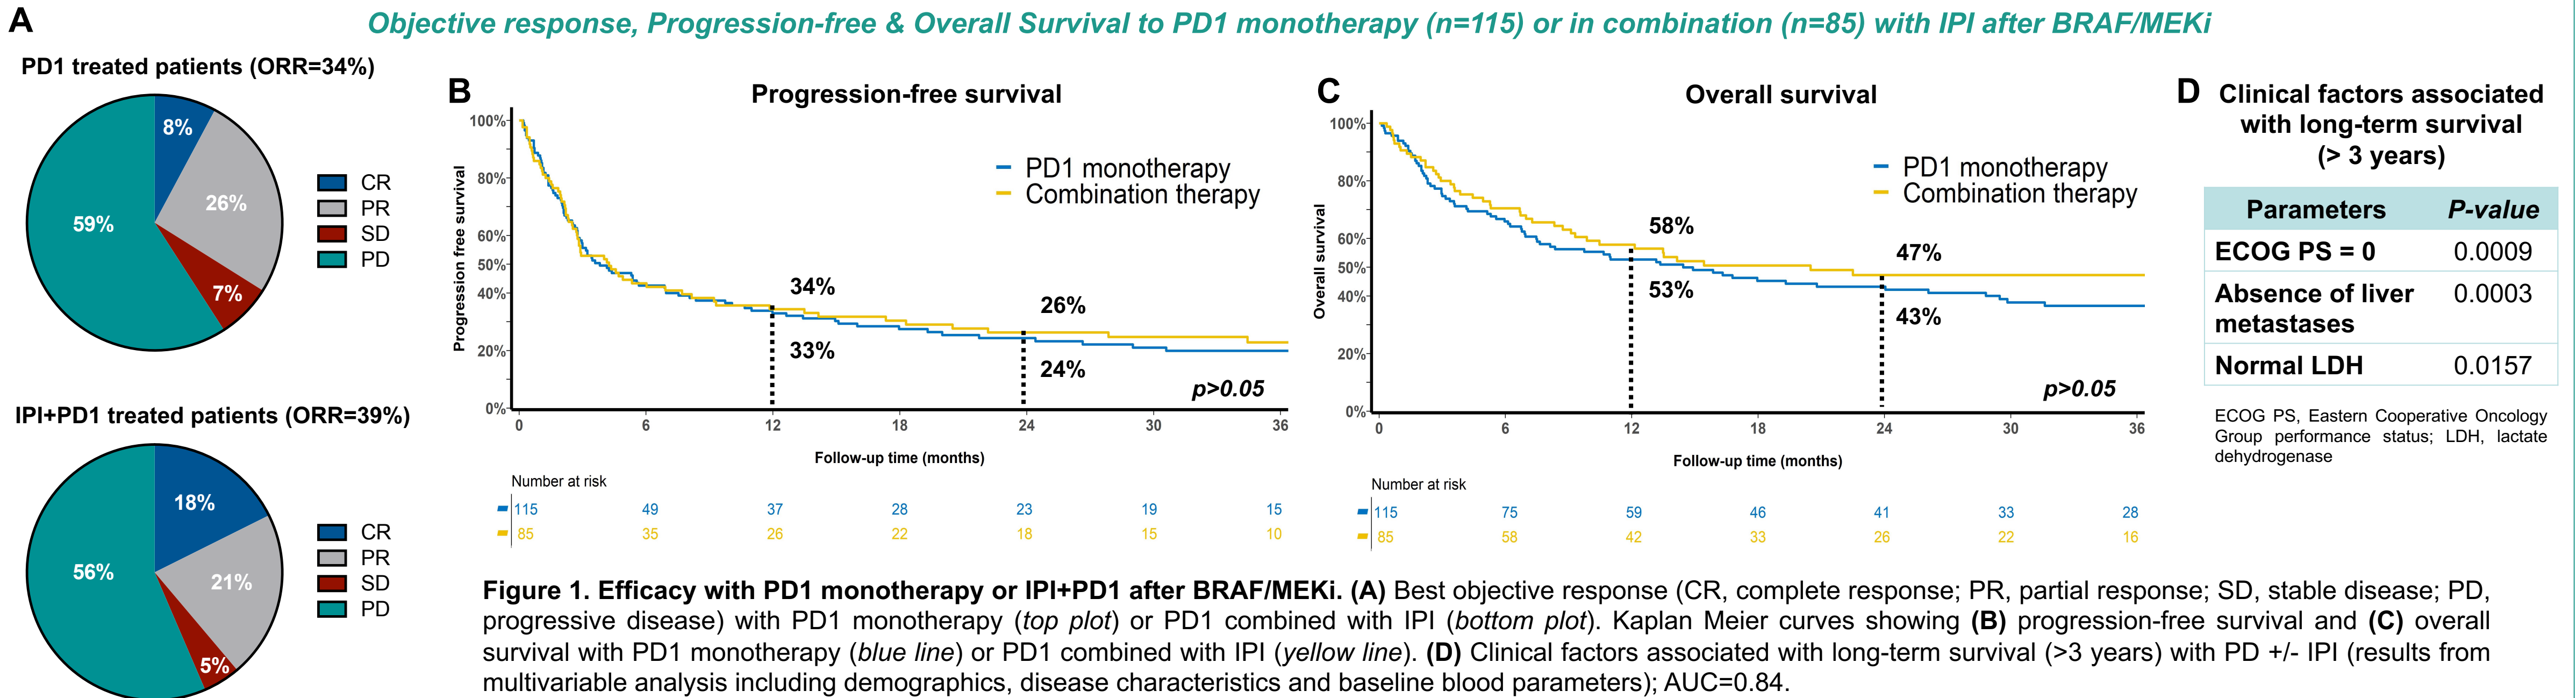 A
Objective response, Progression-free & Overall Survival to PD1 monotherapy (n=115) or in combination (n=85) with IPI after BRAF/MEKi
PD1 treated patients (ORR=34%)
8%
26%
7%
59%
CR
PR
SD
PD
IPI+PD1 treated patients (ORR=39%)
18%
21%
5%
56%
CR
PR
SD
PD
B
Progression-free survival
Progression free survival
100%
80%
60%
50%
40%
20%
0%
PD1 monotherapy
Combination therapy
34%
33%
26%
24%
p>0.05
0 6 12 18 24 30 36
Follow-up time (months)
Number at risk
115 49 37 28 23 19 15
85 35 26 22 18 15 10
C
Overall survival
Overall survival
100%
80%
60%
50%
40%
20%
0%
PD1 monotherapy
Combination therapy
58%
53%
47%
43%
p>0.05
0 6 12 18 24 30 36
Follow-up time (months)
Number at risk
115 75 59 46 41 33 28
85 58 42 33 26 22 16
D
Clinical factors associated
with long-term survival
(> 3 years)
Parameters P-value
ECOG PS = 0 0.0009
Absence of liver 0.0003
metastases
Normal LDH 0.0157
ECOG PS, Eastern Cooperative Oncology
Group performance status; LDH, lactate
dehydrogenase
Figure 1. Efficacy with PD1 monotherapy or IPI+PD1 after BRAF/MEKi. (A) Best objective response (CR, complete response; PR, partial response; SD, stable disease; PD,
progressive disease) with PD1 monotherapy (top plot) or PD1 combined with IPI (bottom plot). Kaplan Meier curves showing (B) progression-free survival and (C) overall
survival with PD1 monotherapy (blue line) or PD1 combined with IPI (yellow line). (D) Clinical factors associated with long-term survival (>3 years) with PD +/- IPI (results from
multivariable analysis including demographics, disease characteristics and baseline blood parameters); AUC=0.84.